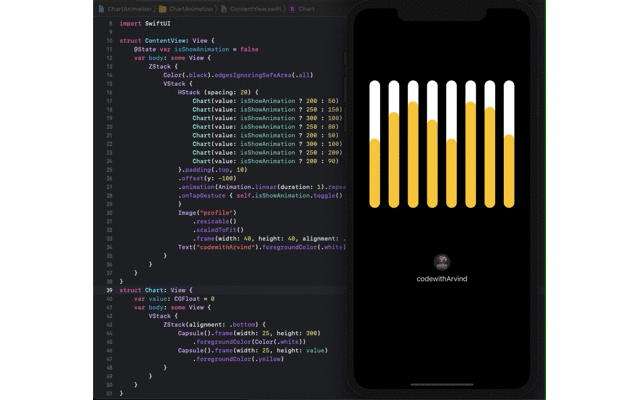 ChartAnimation › ChartAnimation › ContentView.swift › Chart
8 import SwiftUI
9
10 struct ContentView: View {
11 @State var isShowAnimation = false
12 var body: some View {
13 ZStack {
14 Color(.black).edgesIgnoringSafeArea(.all)
15 VStack {
16 HStack (spacing: 20) {
17 Chart(value: isShowAnimation ? 200 : 50)
18 Chart(value: isShowAnimation ? 250 : 150)
19 Chart(value: isShowAnimation ? 300 : 100)
20 Chart(value: isShowAnimation ? 250 : 80)
21 Chart(value: isShowAnimation ? 200 : 50)
22 Chart(value: isShowAnimation ? 300 : 100)
23 Chart(value: isShowAnimation ? 250 : 200)
24 Chart(value: isShowAnimation ? 200 : 90)
25 }.padding(.top, 10)
26 .offset(y: -100)
27 .animation(Animation.linear(duration: 1).repea
28 .onTapGesture { self.isShowAnimation.toggle()
29 }
30 Image("profile")
31 .resizable()
32 .scaledToFit()
33 .frame(width: 40, height: 40, alignment: .
34 Text("codewithArvind").foregroundColor(.white)
35 }
36 }
37 }
38 }
39 struct Chart: View {
40 var value: CGFloat = 0
41 var body: some View {
42 VStack {
43 ZStack(alignment: .bottom) {
44 Capsule().frame(width: 25, height: 300)
45 .foregroundColor(Color(.white))
46 Capsule().frame(width: 25, height: value)
47 .foregroundColor(.yellow)
48 }
49 }
50 }
51 }
codewithArvind